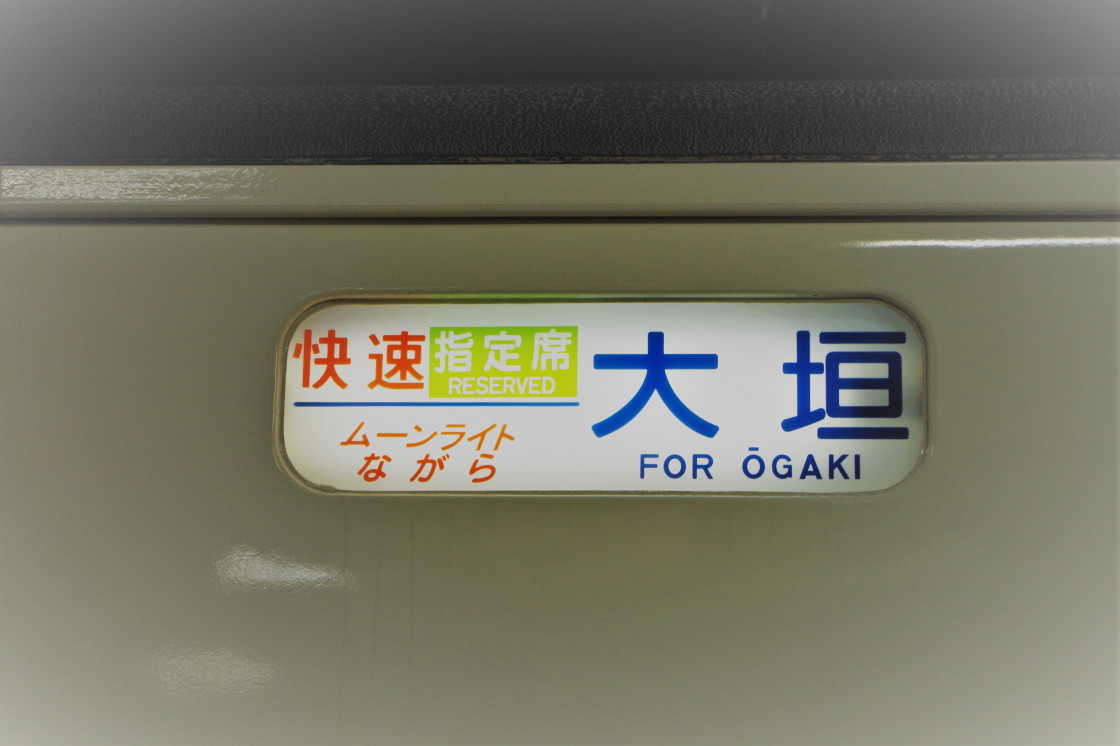 快速 指定席
RESERVED
ムーンライト
ながら
大垣
FOR ŌGAKI